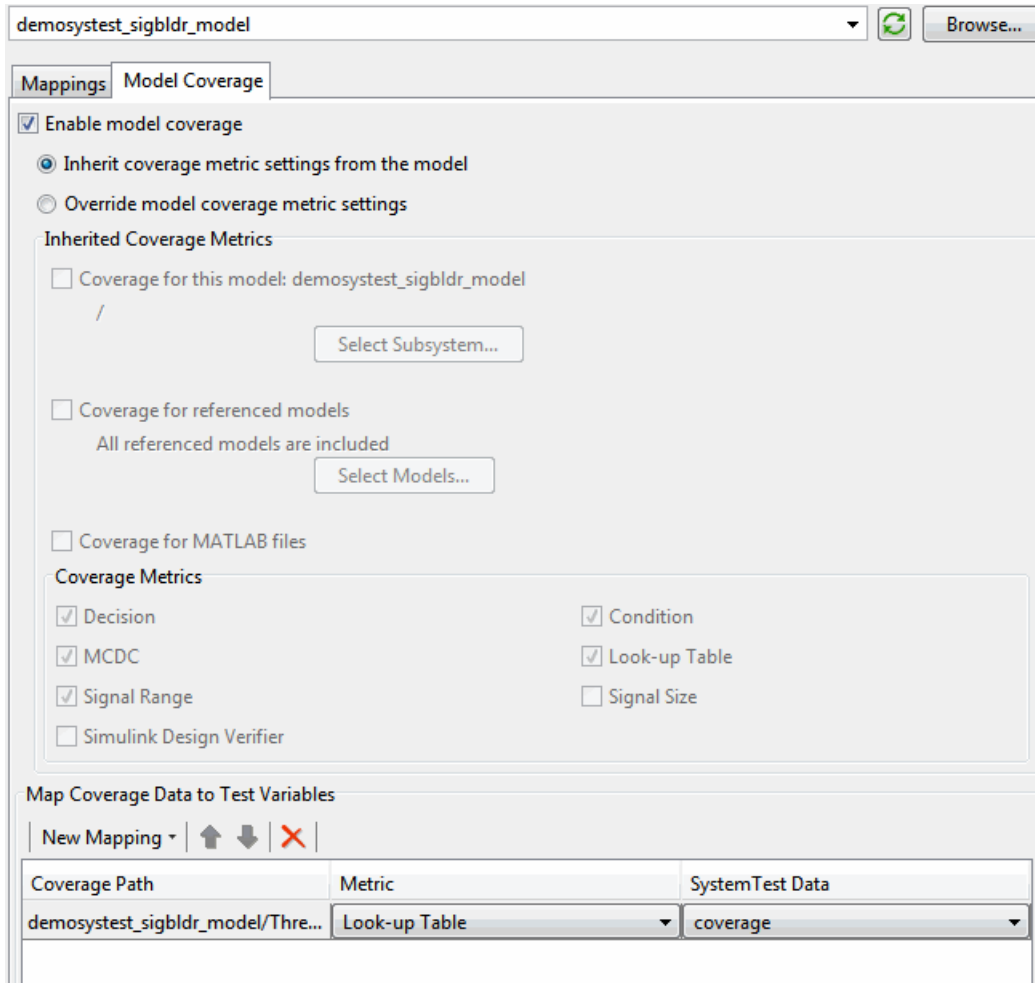 demosystest_sigbldr_model Browse...
Mappings Model Coverage
Enable model coverage
Inherit coverage metric settings from the model
Override model coverage metric settings
Inherited Coverage Metrics
Coverage for this model: demosystest_sigbldr_model
/
Select Subsystem...
Coverage for referenced models
All referenced models are included
Select Models...
Coverage for MATLAB files
Coverage Metrics
Decision Condition
MCDC Look-up Table
Signal Range Signal Size
Simulink Design Verifier
Map Coverage Data to Test Variables
New Mapping
Coverage Path Metric SystemTest Data
demosystest_sigbldr_model/Thre... Look-up Table coverage